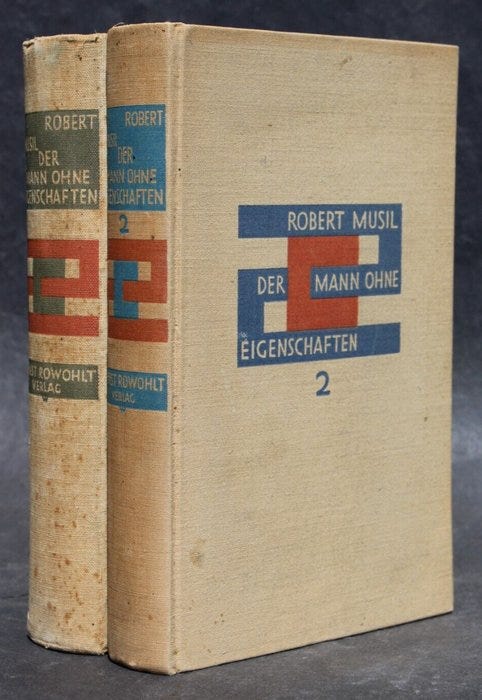 ROBERT
MUSIL
DER
MANN OHNE
EIGENSCHAFTEN
ROWOHLT
VERLAG
ROBERT
DER
MANN OHNE
EIGENSCHAFTEN
2
ROWOHLT
VERLAG
ROBERT MUSIL
DER MANN OHNE
EIGENSCHAFTEN
2